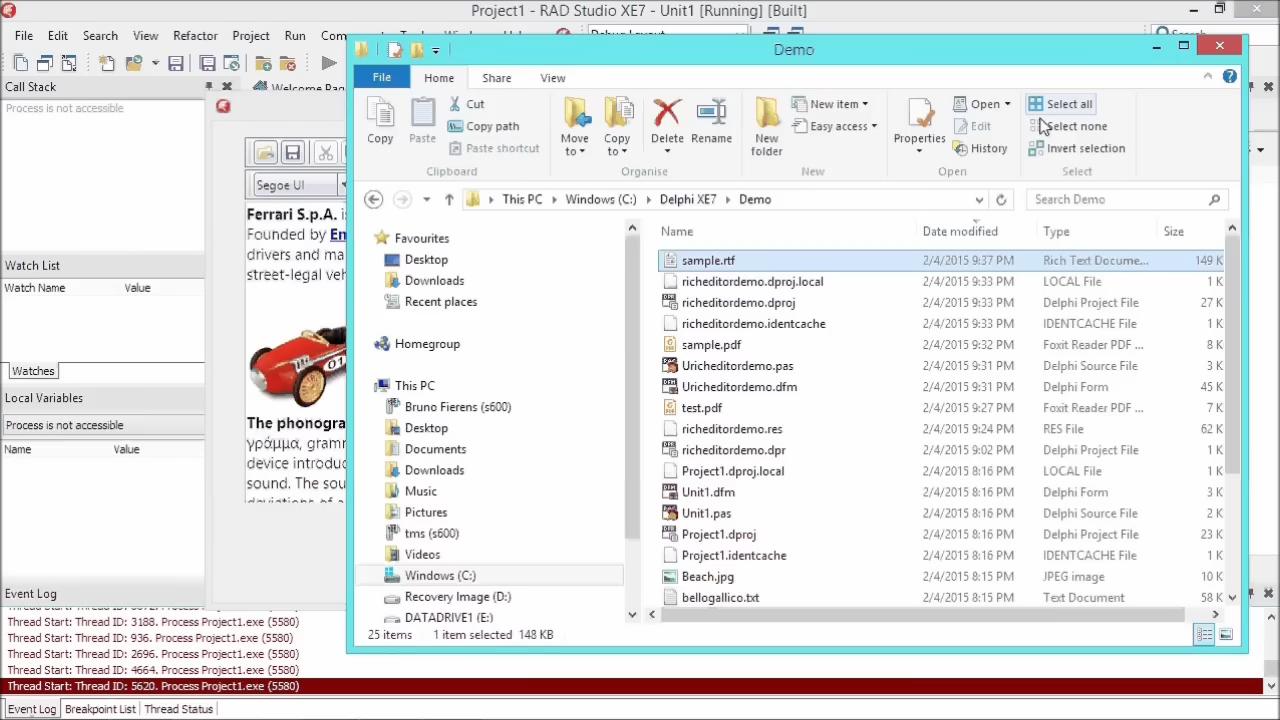 Project1 - RAD Studio XE7 - Unit1 [Running] [Built]
File Edit Search View Refactor Project Run
Call Stack
Process is not accessible
Welcome
Watch List
Watch Name Value
Watches
Local Variables
Process is not accessible
Name Value
Segoe UI
Ferrari S.p.A.
Founded by
drivers and
street-legal
The
γράμμα,
device
sound. The
Demo
File Home Share View
Copy Paste Cut
Copy path
Paste shortcut
Clipboard
Move to Copy to Delete Rename
Organise
New folder New item
Easy access
New
Properties Open
Edit
History
Open
Select all
Select none
Invert selection
Select
This PC Windows (C:) Delphi XE7 Demo Search Demo
Favourites
Desktop
Downloads
Recent places
Homegroup
This PC
Bruno Fierens (s600)
Desktop
Documents
Downloads
Music
Pictures
tms (s600)
Videos
Windows (C:)
Recovery Image (D:)
DATADRIVE1 (E:)
Name Date modified Type Size
sample.rtf 2/4/2015 9:37 PM Rich Text Docume... 149 K
richeditordemo.dproj.local 2/4/2015 9:33 PM LOCAL File 1 K
richeditordemo.dproj 2/4/2015 9:33 PM Delphi Project File 27 K
richeditordemo.identcache 2/4/2015 9:33 PM IDENTCACHE File 1 K
sample.pdf 2/4/2015 9:32 PM Foxit Reader PDF ... 8 K
Uricheditordemo.pas 2/4/2015 9:31 PM Delphi Source File 2 K
Uricheditordemo.dfm 2/4/2015 9:31 PM Delphi Form 45 K
test.pdf 2/4/2015 9:27 PM Foxit Reader PDF ... 7 K
richeditordemo.res 2/4/2015 9:24 PM RES File 62 K
richeditordemo.dpr 2/4/2015 9:02 PM Delphi Project File 1 K
Project1.dproj.local 2/4/2015 8:16 PM LOCAL File 1 K
Unit1.dfm 2/4/2015 8:16 PM Delphi Form 3 K
Unit1.pas 2/4/2015 8:16 PM Delphi Source File 2 K
Project1.dproj 2/4/2015 8:16 PM Delphi Project File 23 K
Project1.identcache 2/4/2015 8:16 PM IDENTCACHE File 1 K
Beach.jpg 2/4/2015 8:15 PM JPEG image 10 K
bellogallico.txt 2/4/2015 8:15 PM Text Document 58 K
25 items 1 item selected 148 KB
Event Log
Thread Start: Thread ID: 3188. Process Project1.exe (5580)
Thread Start: Thread ID: 936. Process Project1.exe (5580)
Thread Start: Thread ID: 2696. Process Project1.exe (5580)
Thread Start: Thread ID: 4664. Process Project1.exe (5580)
Thread Start: Thread ID: 5620. Process Project1.exe (5580)
Event Log Breakpoint List Thread Status